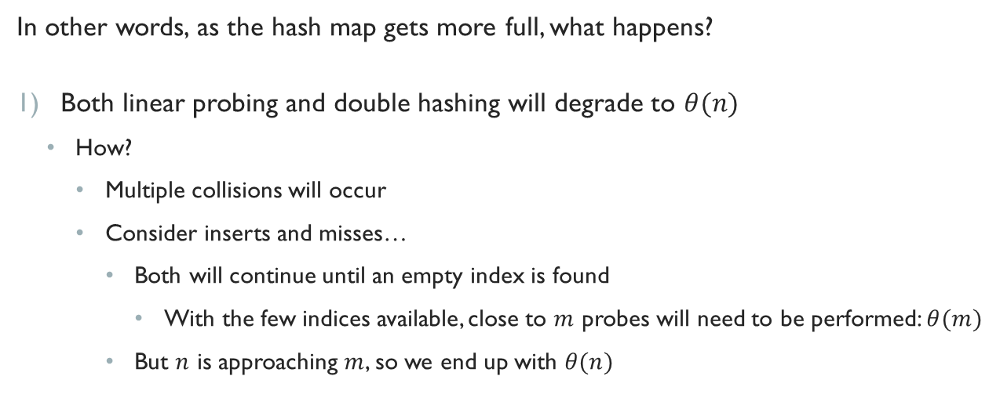 In other words, as the hash map gets more full, what happens?
1) Both linear probing and double hashing will degrade to θ(n)
• How?
• Multiple collisions will occur
• Consider inserts and misses…
• Both will continue until an empty index is found
• With the few indices available, close to m probes will need to be performed: θ(m)
• But n is approaching m, so we end up with θ(n)